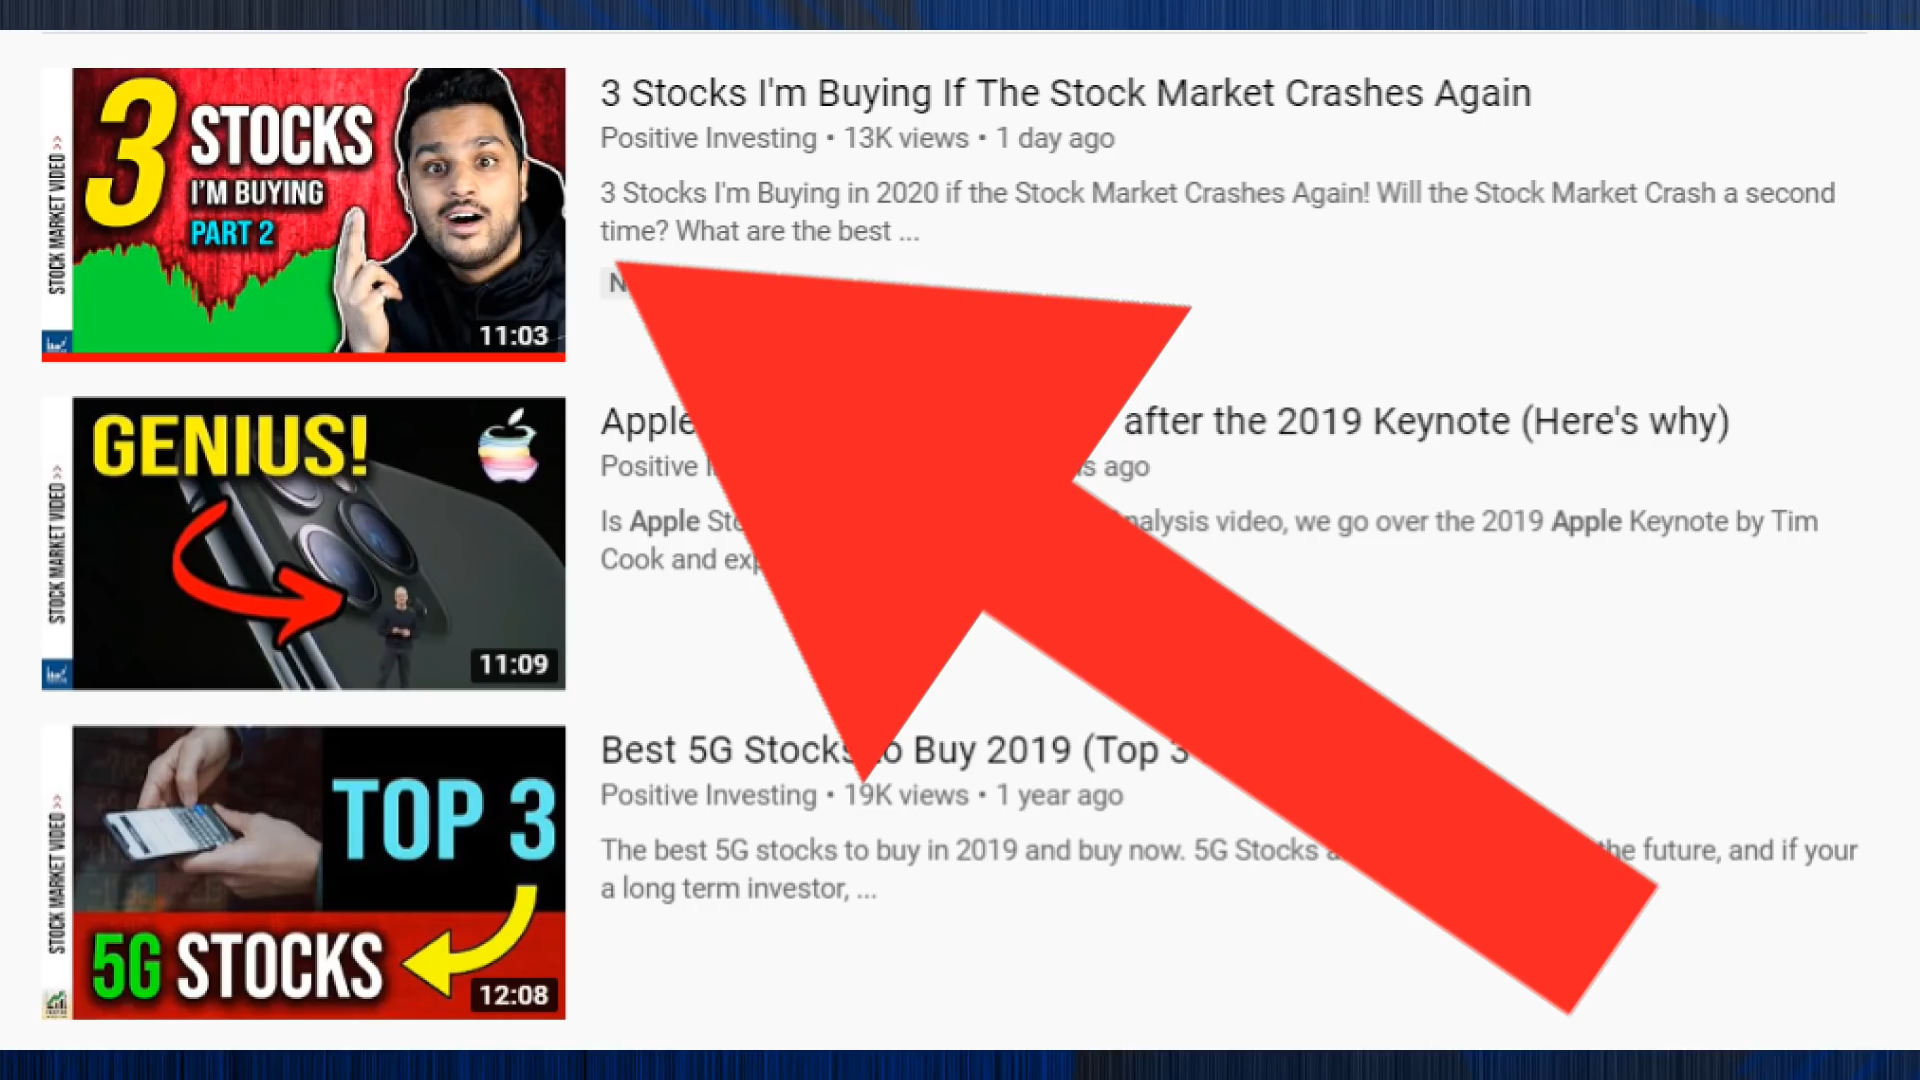 STOCK MARKET VIDEO >>
3
STOCKS
I'M BUYING
PART 2
11:03
3 Stocks I'm Buying If The Stock Market Crashes Again
Positive Investing • 13K views • 1 day ago
3 Stocks I'm Buying in 2020 if the Stock Market Crashes Again! Will the Stock Market Crash a second
time? What are the best ...
N
STOCK MARKET VIDEO >>
GENIUS!
11:09
Apple after the 2019 Keynote (Here's why)
Positive ago
Is Apple video, we go over the 2019 Apple Keynote by Tim
Cook and
STOCK MARKET VIDEO >>
TOP 3
5G STOCKS
12:08
Best 5G Stocks to Buy 2019 (Top 3
Positive Investing • 19K views • 1 year ago
The best 5G stocks to buy in 2019 and buy now. 5G Stocks the future, and if your
a long term investor, ...